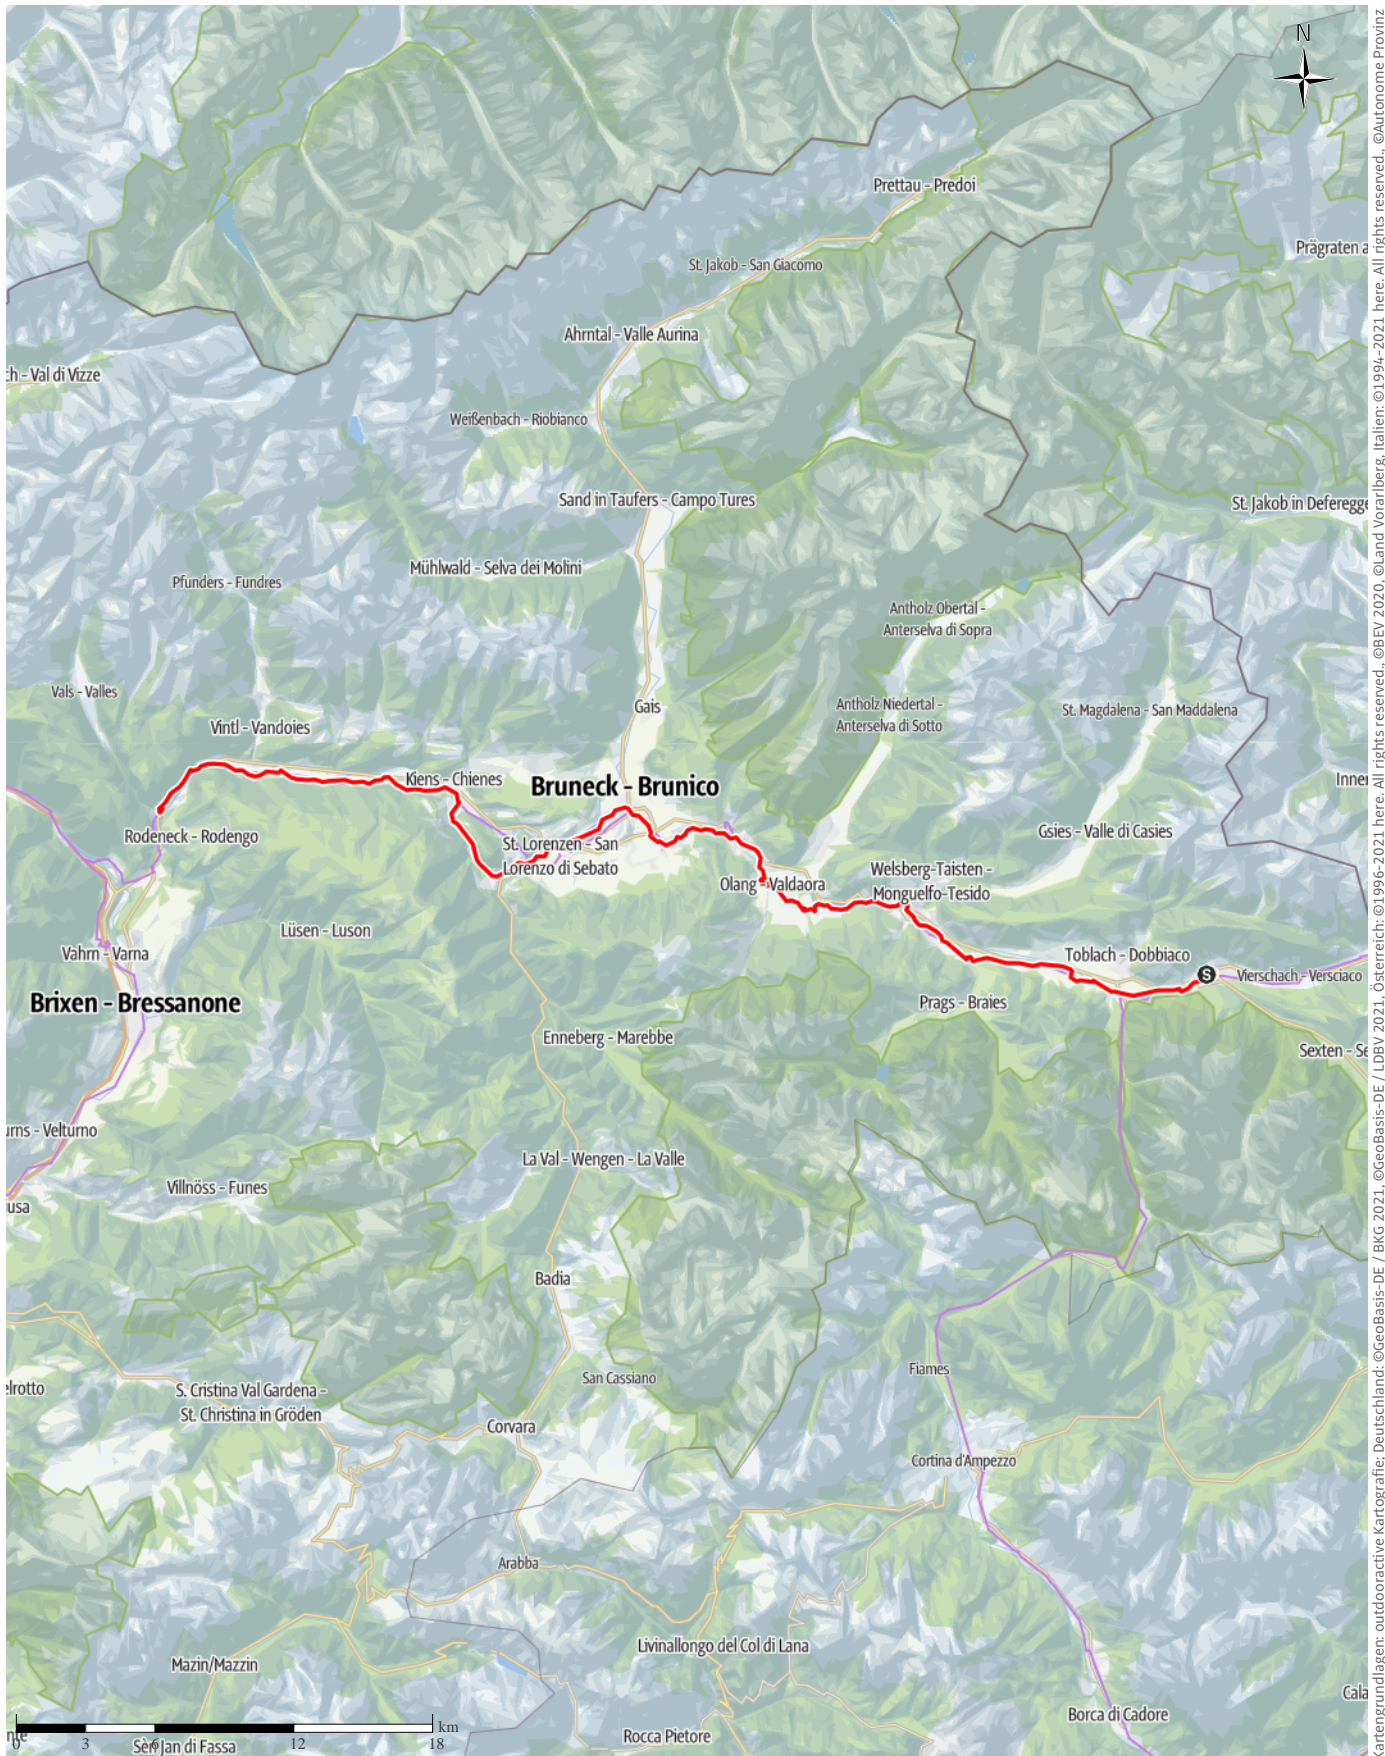 N
Prettau - Predoi
Prägraten a
St. Jakob - San Giacomo
Ahrntal - Valle Aurina
ch - Val di Vizze
Weißenbach - Riobianco
Sand in Taufers - Campo Tures
St. Jakob in Deferegge
Mühlwald - Selva dei Molini
Pfunders - Fundres
Antholz Obertal -
Anterselva di Sopra
Vals - Valles
Gais
Antholz Niedertal -
Anterselva di Sotto
St. Magdalena - San Maddalena
Vintl - Vandoies
Kiens - Chienes
Bruneck - Brunico
Inner
Rodeneck - Rodengo
St. Lorenzen - San
Lorenzo di Sebato
Gsies - Valle di Casies
Olang - Valdaora
Welsberg-Taisten -
Monguelfo-Tesido
Lüsen - Luson
Vahrn - Varna
Toblach - Dobbiaco
S
Vierschach - Versciaco
Brixen - Bressanone
Prags - Braies
Enneberg - Marebbe
Sexten - Se
urns - Velturno
La Val - Wengen - La Valle
Villnöss - Funes
usa
Badia
Fiames
San Cassiano
elrotto
S. Cristina Val Gardena -
St. Christina in Gröden
Corvara
Cortina d'Ampezzo
Arabba
Livinallongo del Col di Lana
Mazin/Mazzin
Cala
Borca di Cadore
Rocca Pietore
Sèn Jan di Fassa
0 3 6 12 18 km
artengrundlagen: outdooractive Kartografie; Deutschland: ©GeoBasis-DE / BKG 2021, ©GeoBasis-DE / LDBV 2021, Österreich: ©1996-2021 here. All rights reserved., ©BEV 2020, ©Land Vorarlberg, Italien: ©1994-2021 here. All rights reserved., ©Autonome Provinz